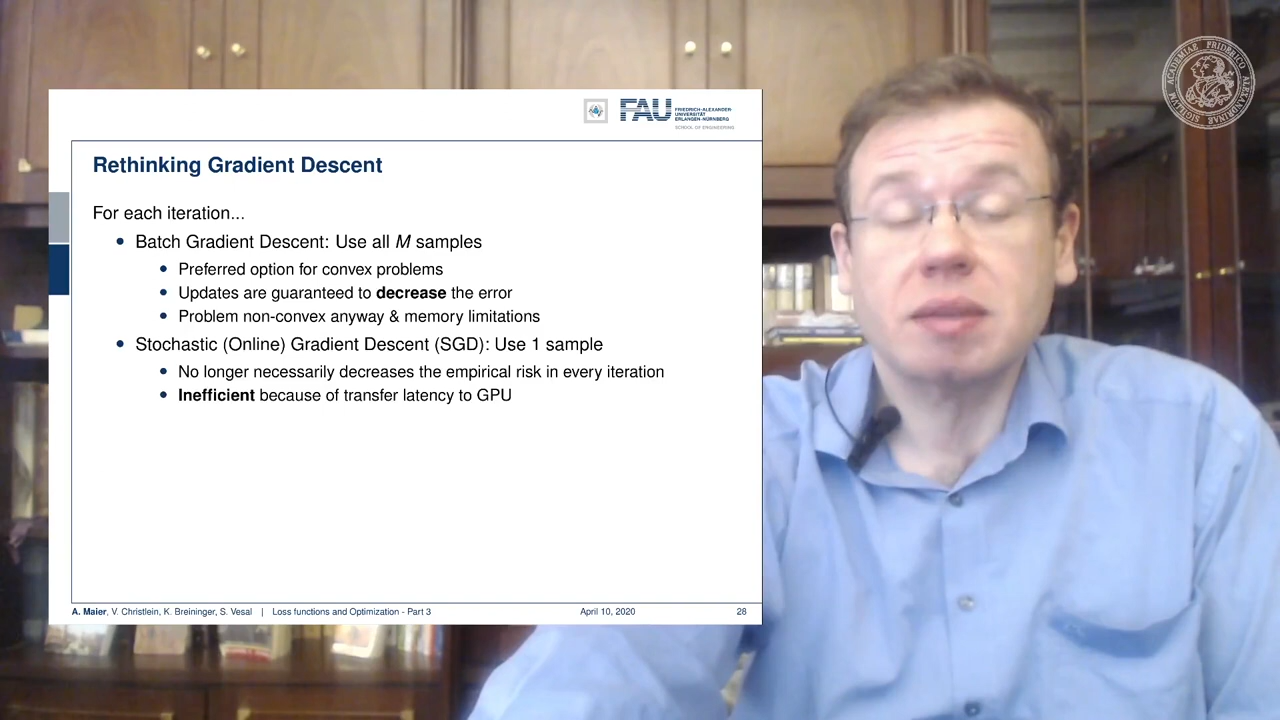 FAU
FRIEDRICH-ALEXANDER-
UNIVERSITÄT
ERLANGEN-NÜRNBERG
SCHOOL OF ENGINEERING
Rethinking Gradient Descent
For each iteration...
• Batch Gradient Descent: Use all M samples
• Preferred option for convex problems
• Updates are guaranteed to decrease the error
• Problem non-convex anyway & memory limitations
• Stochastic (Online) Gradient Descent (SGD): Use 1 sample
• No longer necessarily decreases the empirical risk in every iteration
• Inefficient because of transfer latency to GPU
A. Maier, V. Christlein, K. Breininger, S. Vesal | Loss functions and Optimization - Part 3 April 10, 2020 28
ACADEMIAE FRIDERICO ALEXANDRINAE SIGILLVM